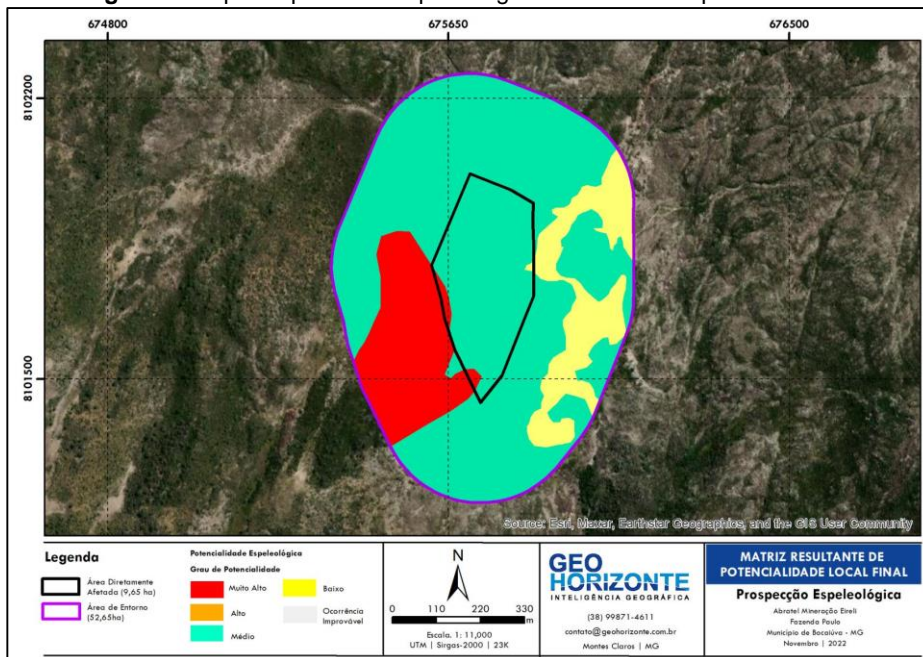 674800
675650
676500
8102200
8101500
Source: Esri, Maxar, Earthstar Geographics, and the GIS User Community
Legenda
Área Diretamente
Afetada (9,65 ha)
Área de Entorno
(52,65ha)
Potencialidade Espeleológica
Grau de Potencialidade
Muito Alto
Alto
Médio
Baixo
Ocorrência
Improvável
N
0 110 220 330
m
Escala. 1: 11,000
UTM | Sirgas-2000 | 23K
GEO
HORIZONTE
INTELIGÊNCIA GEOGRÁFICA
(38) 99871-4611
contato@geohorizonte.com.br
Montes Claros | MG
MATRIZ RESULTANTE DE
POTENCIALIDADE LOCAL FINAL
Prospecção Espeleológica
Abratel Mineração Eireli
Fazenda Paulo
Município de Bocaiúva - MG
Novembro | 2022